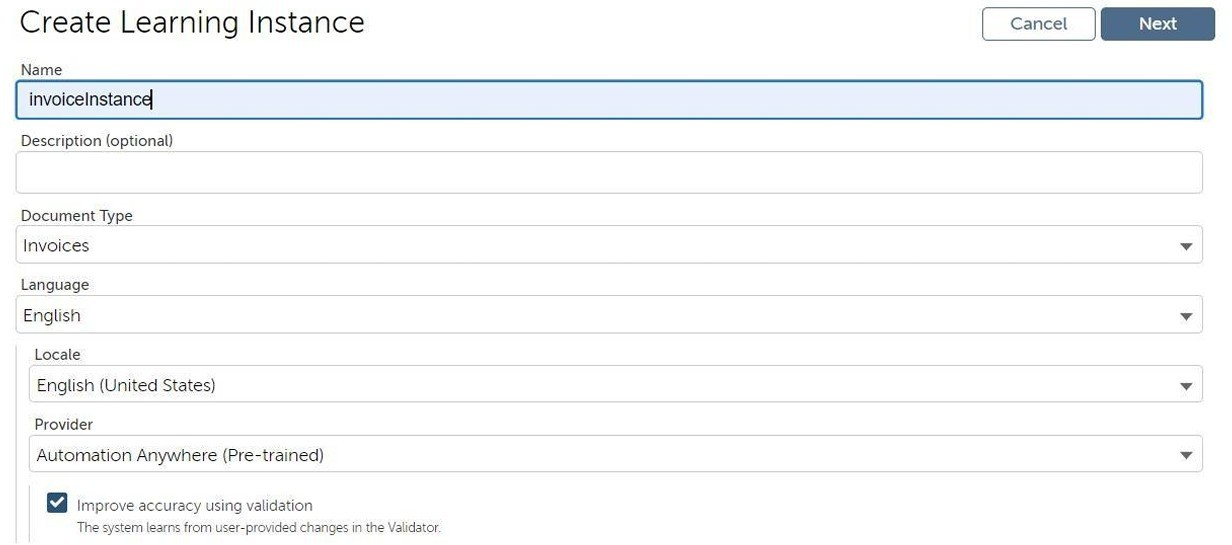 Create Learning Instance
Cancel
Next
Name
invoiceInstance
Description (optional)
Document Type
Invoices
Language
English
Locale
English (United States)
Provider
Automation Anywhere (Pre-trained)
Improve accuracy using validation
The system learns from user-provided changes in the Validator.